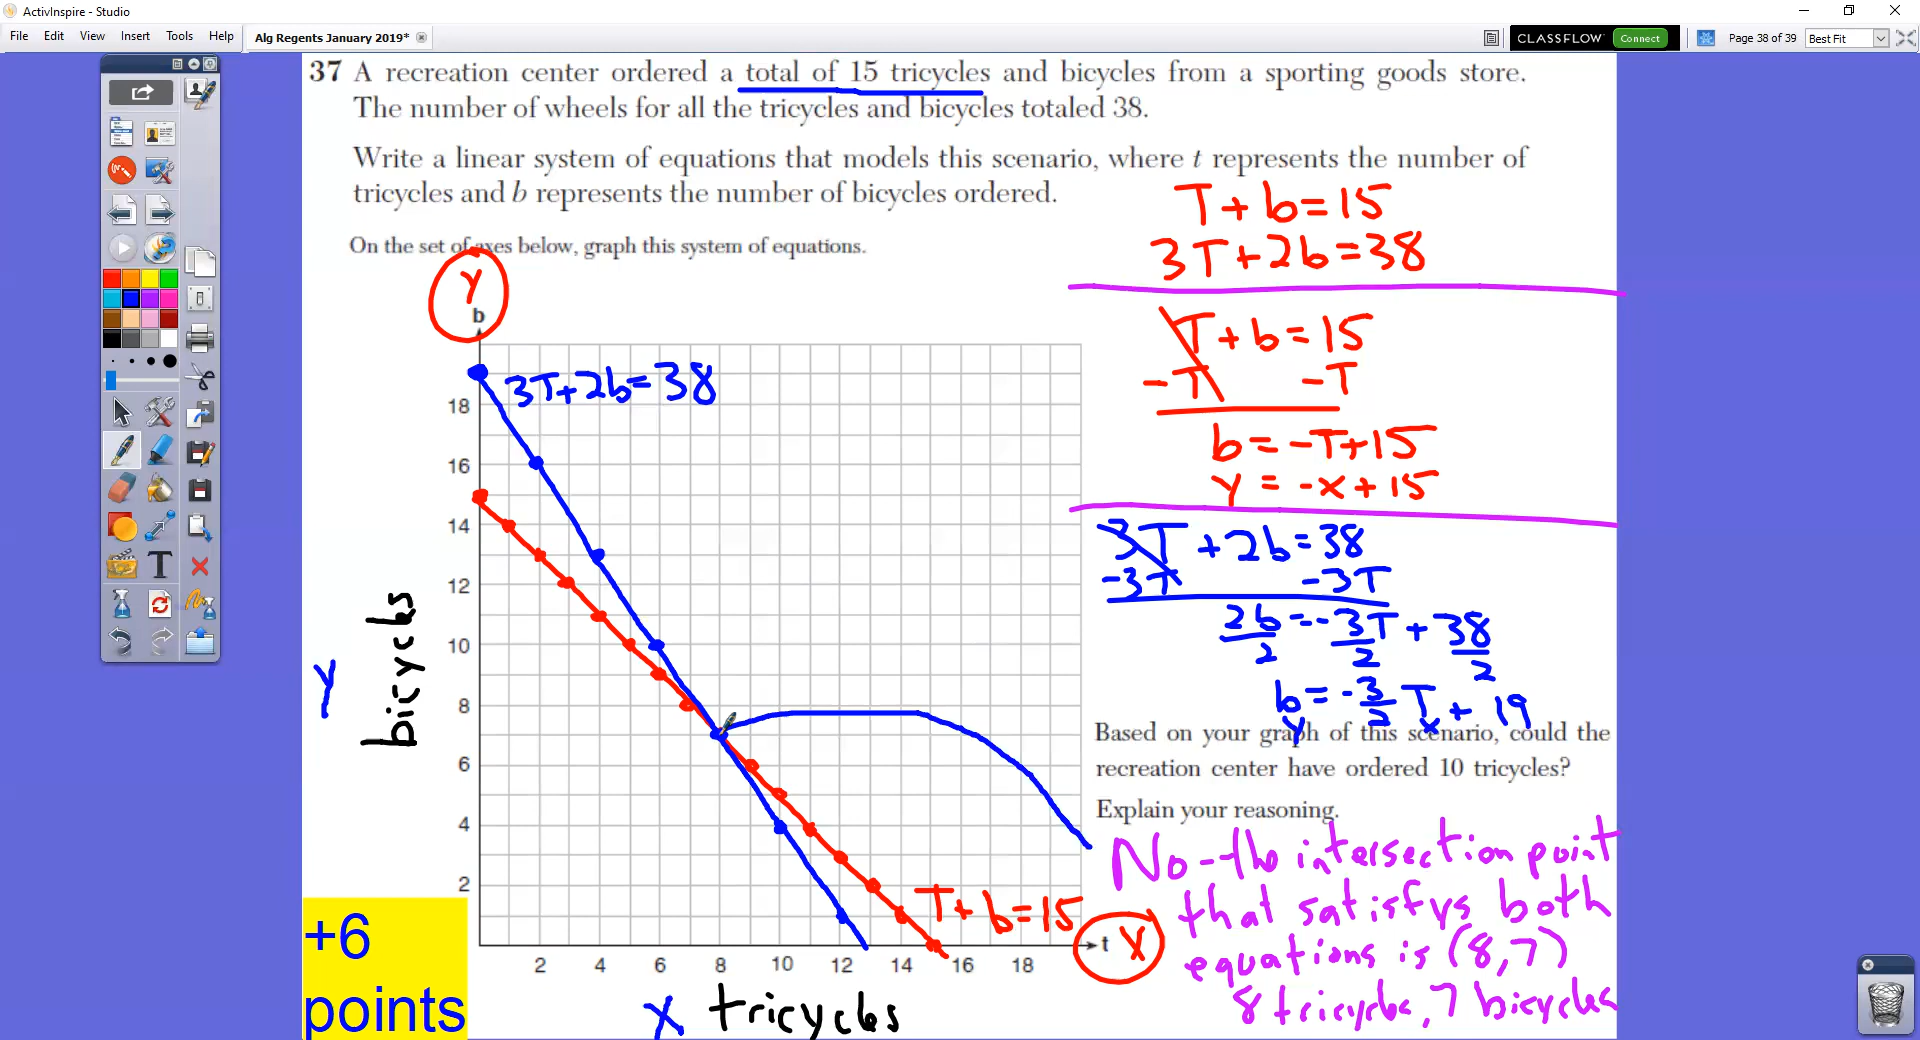 ActivInspire - Studio
File Edit View Insert Tools Help
Alg Regents January 2019*
CLASSFLOW Connect
Page 38 of 39
Best Fit
37 A recreation center ordered a total of 15 tricycles and bicycles from a sporting goods store.
The number of wheels for all the tricycles and bicycles totaled 38.
Write a linear system of equations that models this scenario, where t represents the number of
tricycles and b represents the number of bicycles ordered.
On the set of axes below, graph this system of equations.
T + b = 15
3T + 2b = 38
T + b = 15
-T -T
b = -T + 15
y = -x + 15
3T + 2b = 38
-3T -3T
2b = -3T + 38
2 2 2
b = -3 T + 19
2
y x
y
b
3T + 2b = 38
18
16
14
12
10
8
6
4
2
bicycles
y
T + b = 15
t
x
2 4 6 8 10 12 14 16 18
x tricycles
Based on your graph of this scenario, could the
recreation center have ordered 10 tricycles?
Explain your reasoning.
No - the intersection point
that satisfys both
equations is (8,7)
8 tricycles, 7 bicycles
+6
points